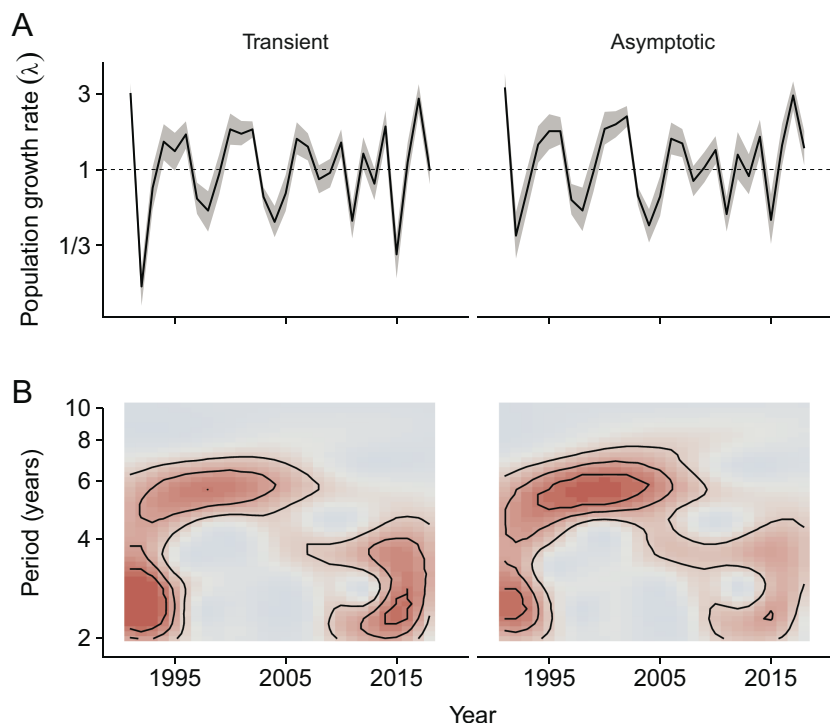 A
Transient
Asymptotic
Population growth rate (λ)
3
1
1/3
B
Period (years)
10
8
6
4
2
1995
2005
2015
1995
2005
2015
Year